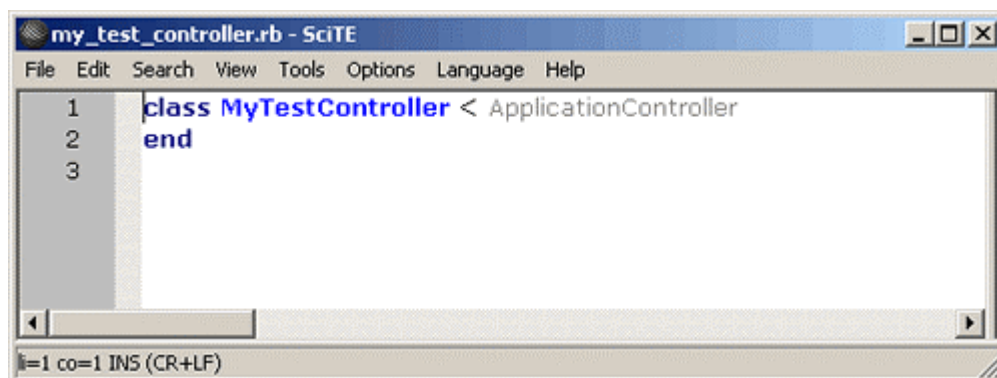 my_test_controller.rb - SciTE
File Edit Search View Tools Options Language Help
1 class MyTestController < ApplicationController
2 end
3
li=1 co=1 INS (CR+LF)